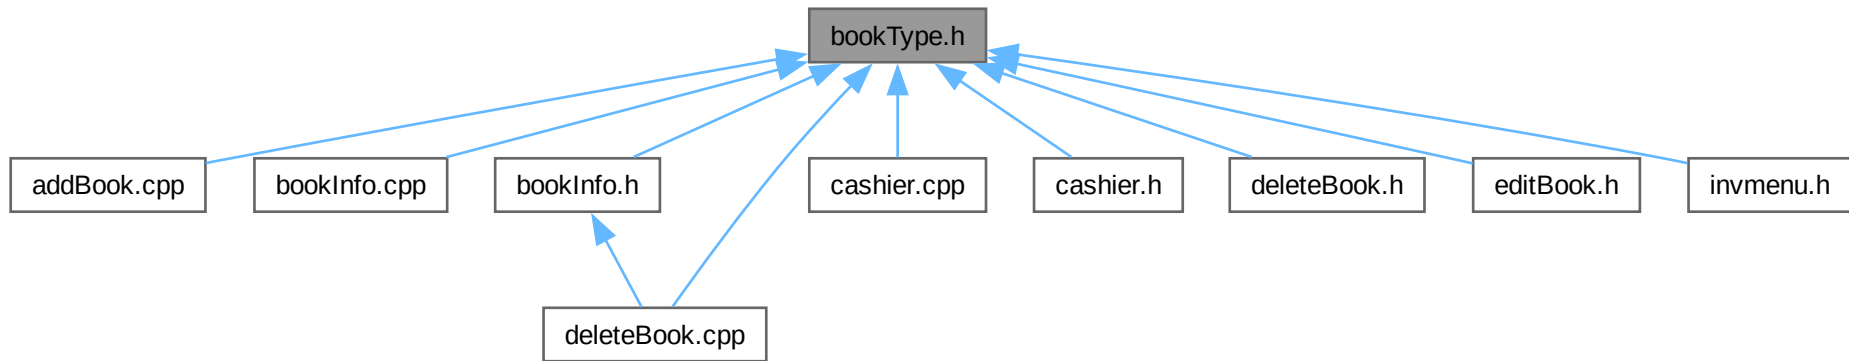 bookType.h
addBook.cpp
bookInfo.cpp
bookInfo.h
cashier.cpp
cashier.h
deleteBook.h
editBook.h
invmenu.h
deleteBook.cpp